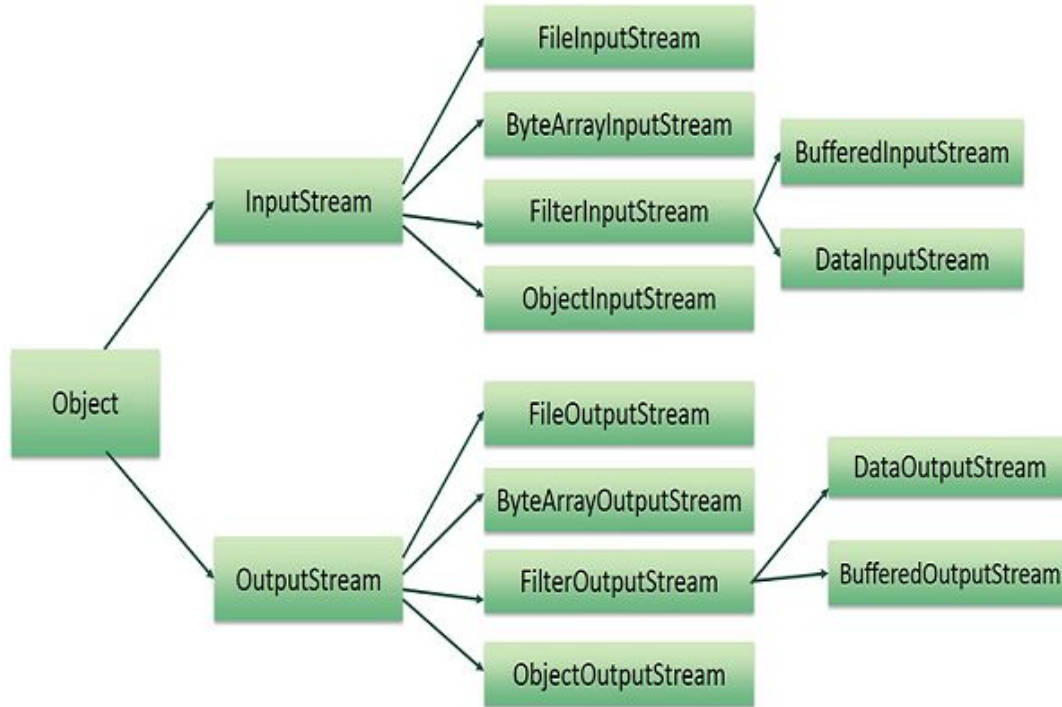 FileInputStream
ByteArrayInputStream
BufferedInputStream
InputStream
FilterInputStream
DataInputStream
ObjectInputStream
Object
FileOutputStream
DataOutputStream
ByteArrayOutputStream
OutputStream
FilterOutputStream
BufferedOutputStream
ObjectOutputStream